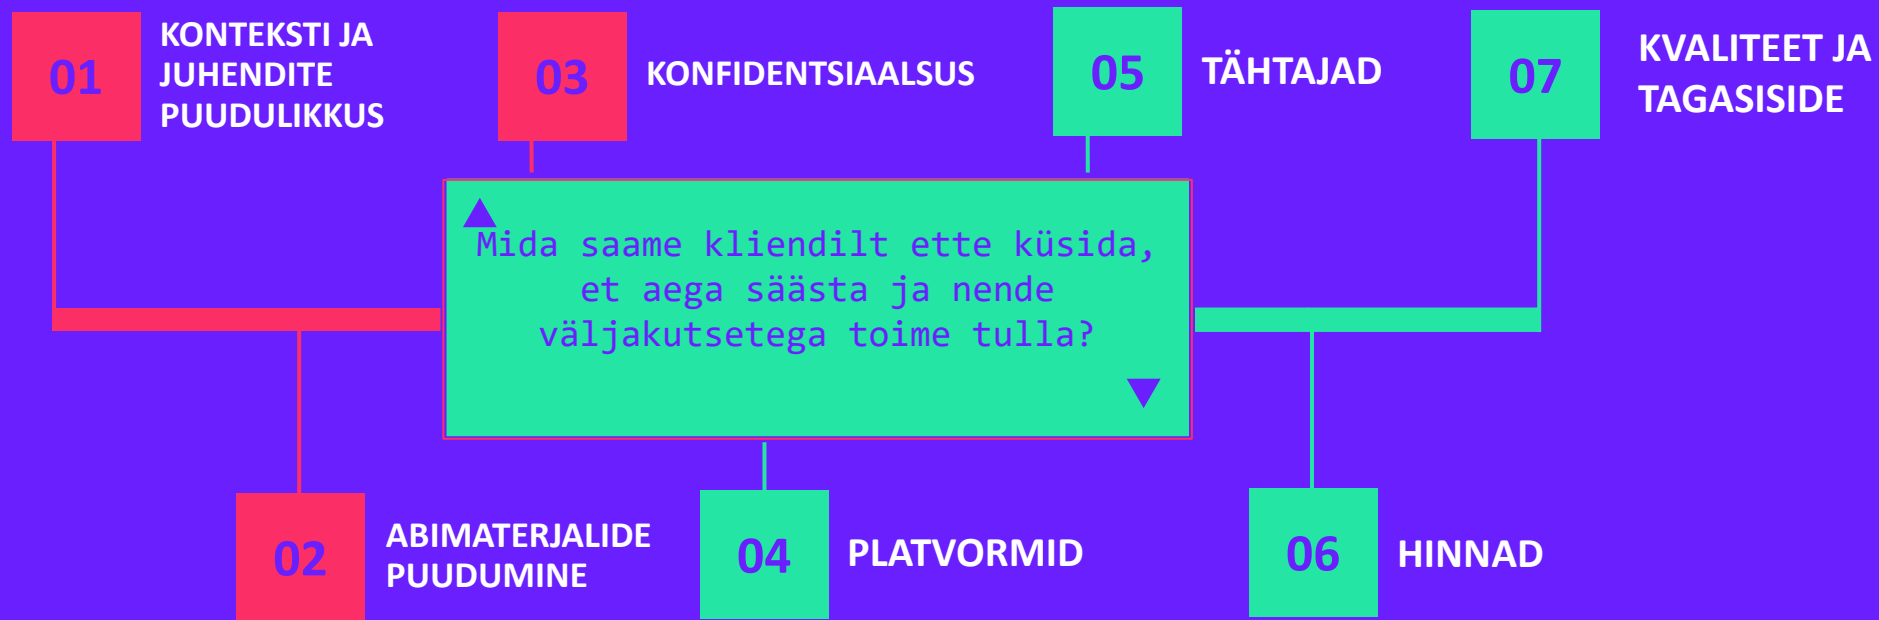 01
KONTEKSTI JA
JUHENDITE
PUUDULIKKUS
03
KONFIDENTSIAALSUS
05
TÄHTAJAD
07
KVALITEET JA
TAGASISIDE
Mida saame kliendilt ette küsida,
et aega säästa ja nende
väljakutsetega toime tulla?
02
ABIMATERJALIDE
PUUDUMINE
04
PLATVORMID
06
HINNAD